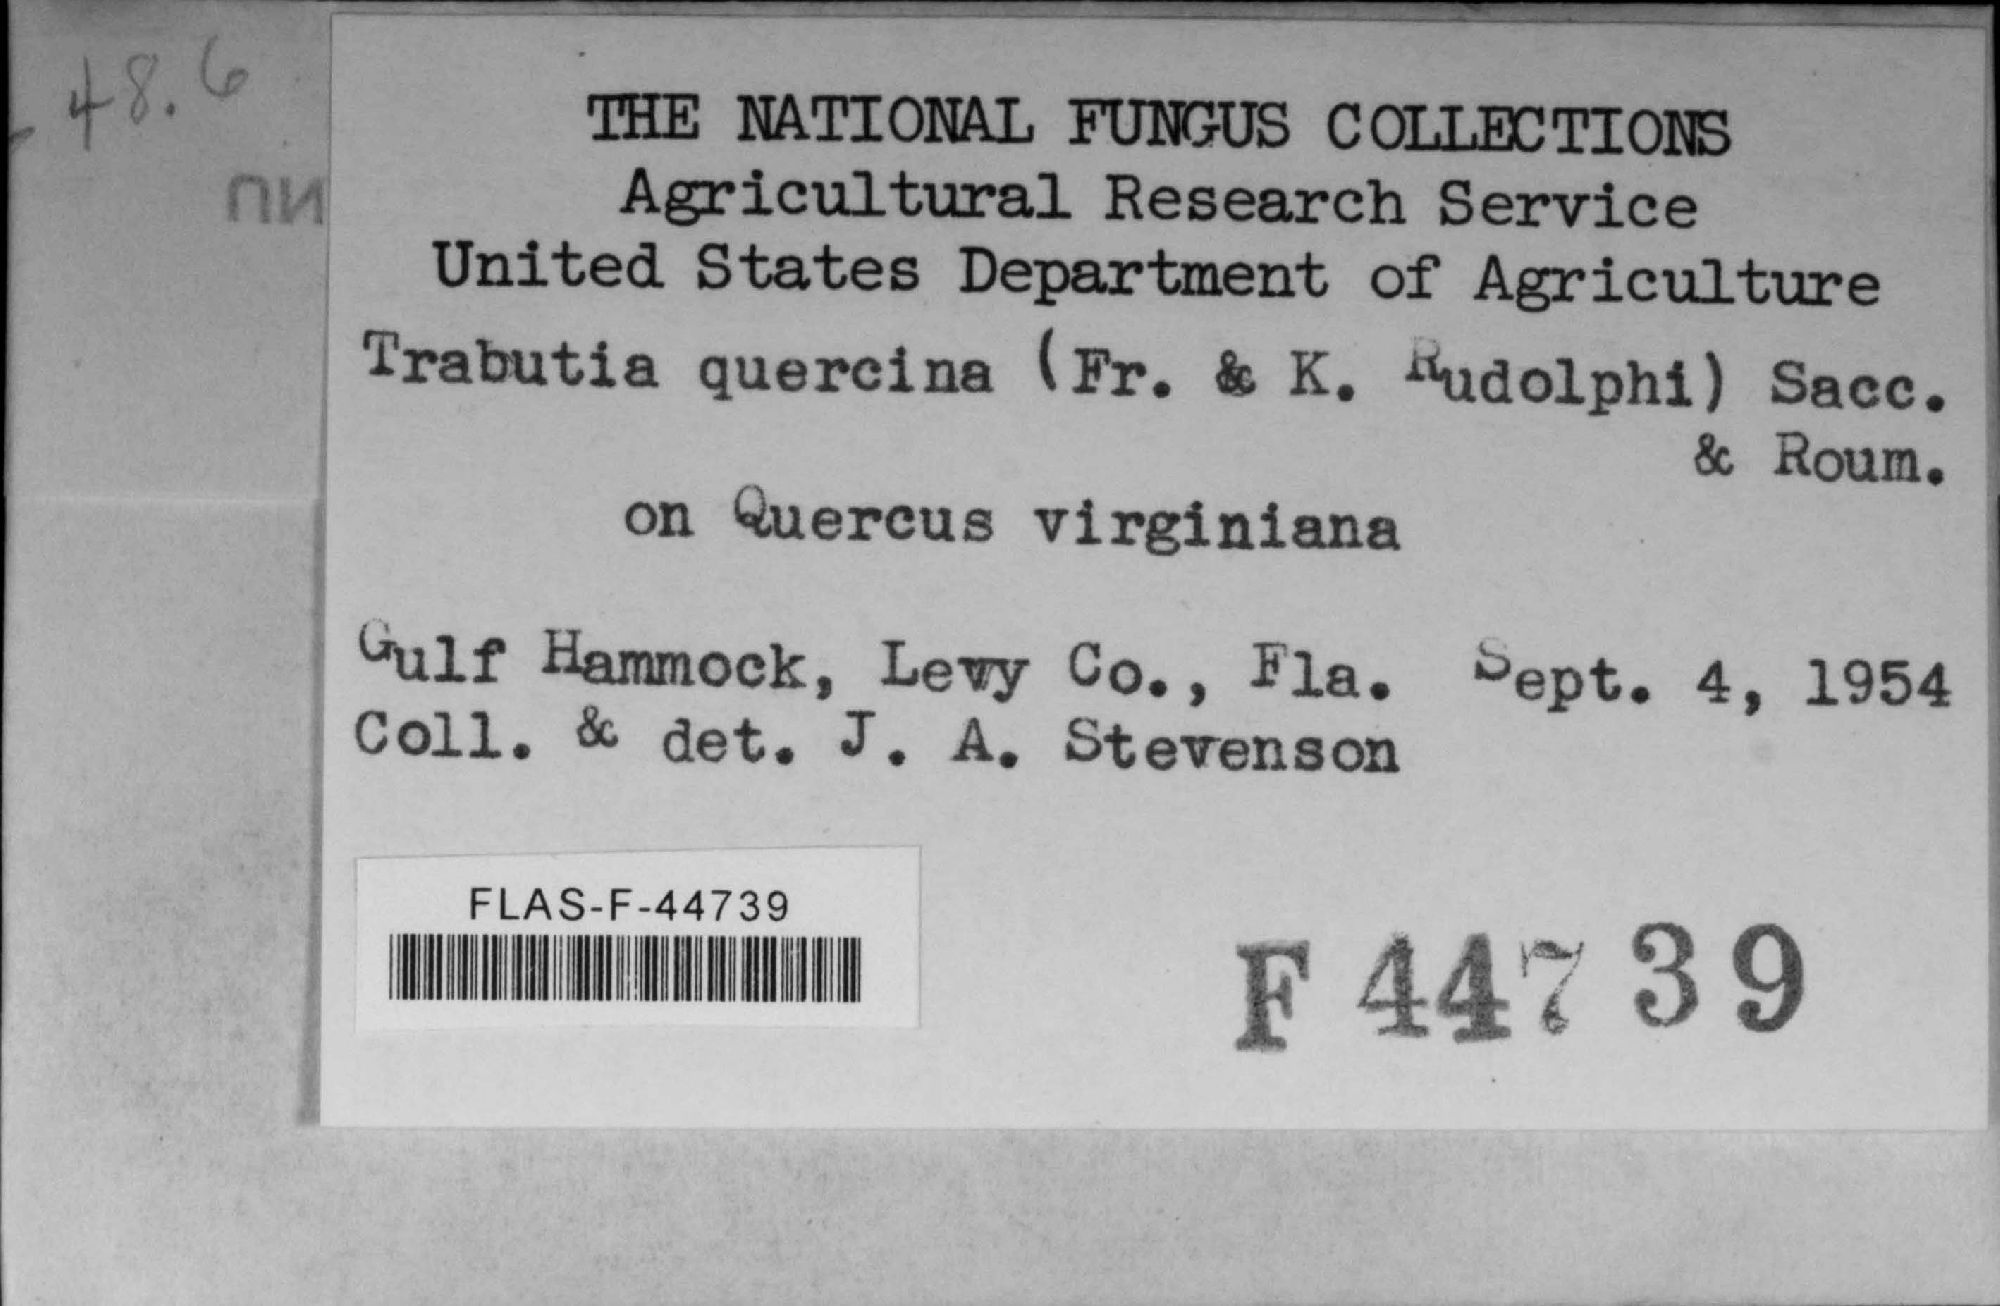 48.6
THE NATIONAL FUNGUS COLLECTIONS
Agricultural Research Service
United States Department of Agriculture
Trabutia quercina (Fr. & K. Rudolphi) Sacc.
& Roum.
on Quercus virginiana
Gulf Hammock, Levy Co., Fla. Sept. 4, 1954
Coll. & det. J. A. Stevenson
FLAS-F-44739
F 44739